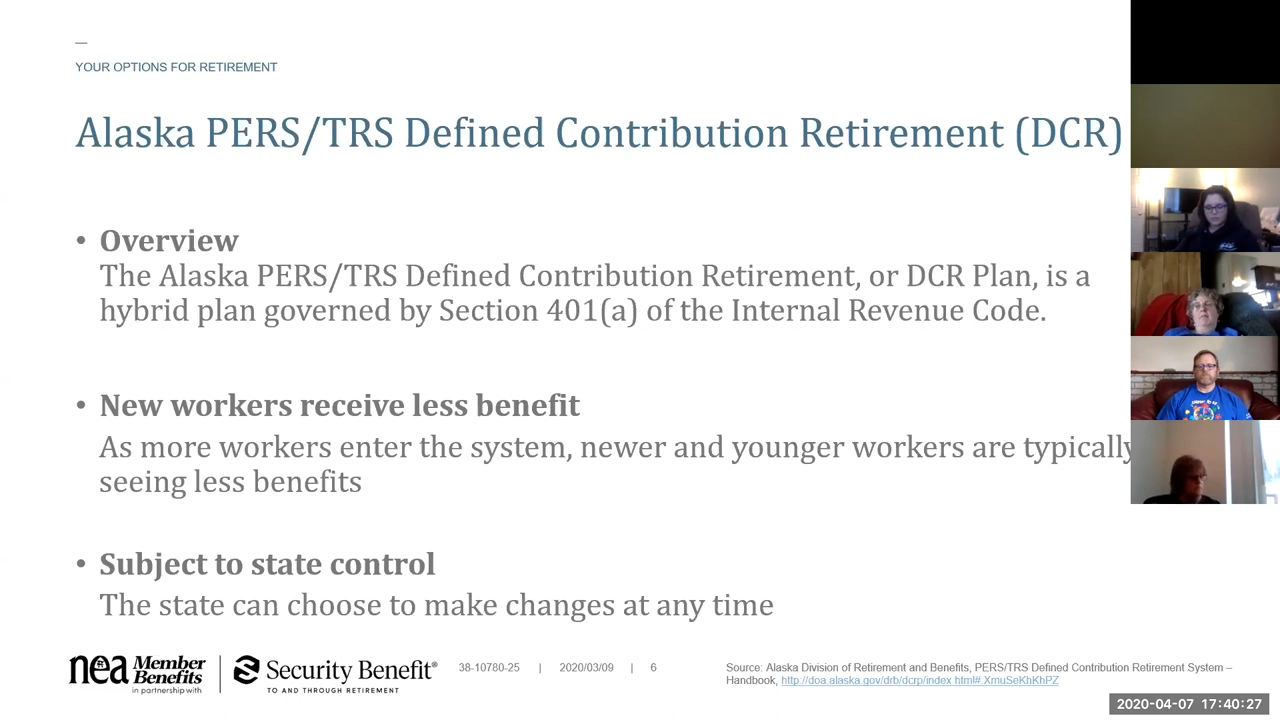 YOUR OPTIONS FOR RETIREMENT
Alaska PERS/TRS Defined Contribution Retirement (DCR)
• Overview
The Alaska PERS/TRS Defined Contribution Retirement, or DCR Plan, is a
hybrid plan governed by Section 401(a) of the Internal Revenue Code.
• New workers receive less benefit
As more workers enter the system, newer and younger workers are typically
seeing less benefits
• Subject to state control
The state can choose to make changes at any time
nea Member
Benefits
in partnership with
Security Benefit®
TO AND THROUGH RETIREMENT
38-10780-25 | 2020/03/09 | 6
Source: Alaska Division of Retirement and Benefits, PERS/TRS Defined Contribution Retirement System –
Handbook, http://doa.alaska.gov/drb/dcrp/index.html#.XmuSeKhKhPZ
2020-04-07 17:40:27